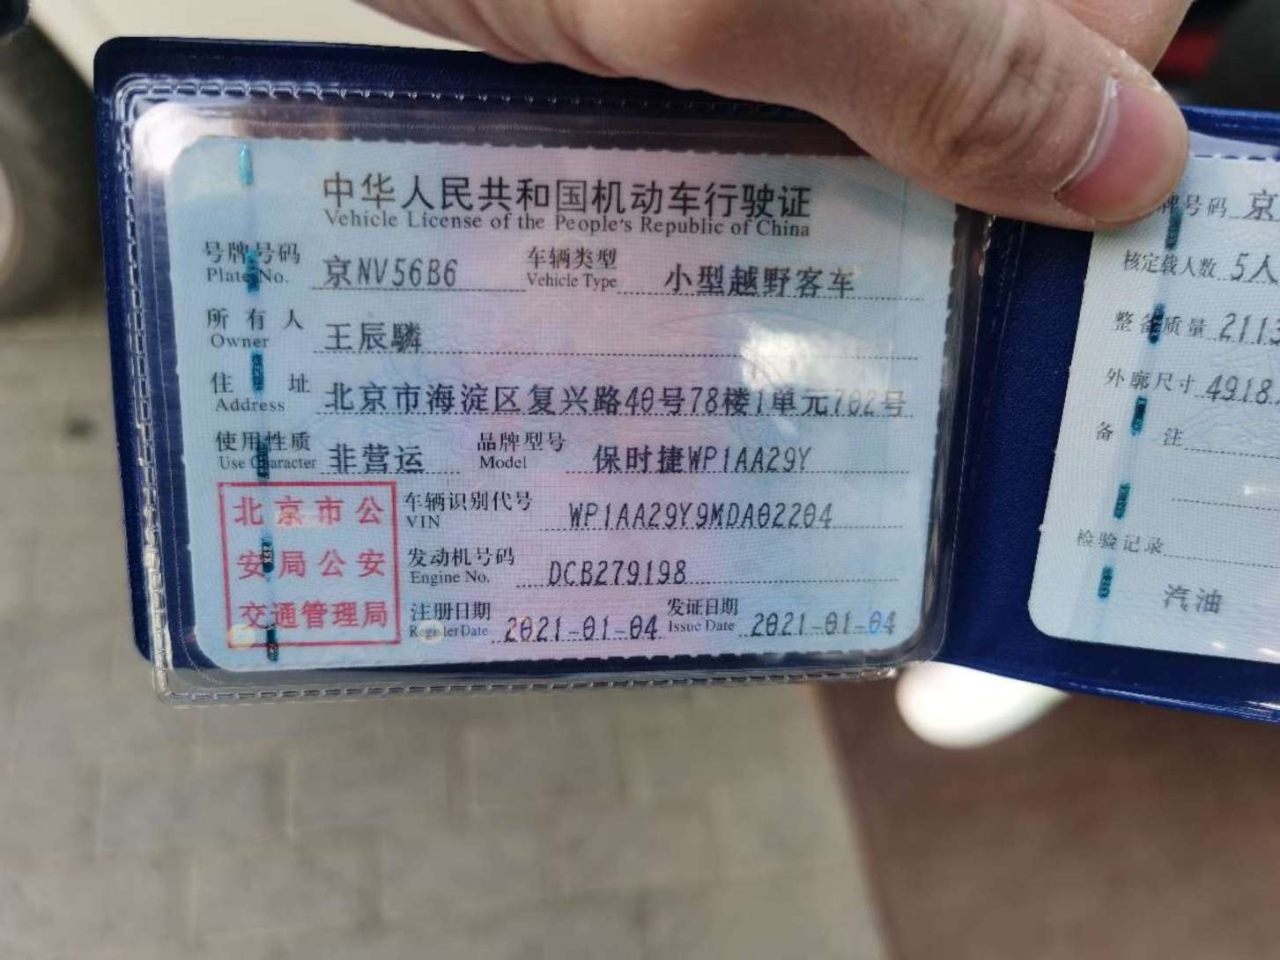 中华人民共和国机动车行驶证
Vehicle License of the People's Republic of China
号牌号码 京NV56B6 车辆类型 小型越野客车
Plate No. Vehicle Type
所有人 王辰驎
Owner
住址 北京市海淀区复兴路40号78楼1单元702号
Address
使用性质 非营运 品牌型号 保时捷WP1AA29Y
Use Character Model
北京市公
安局公安
交通管理局
车辆识别代号 WP1AA29Y9MDA02204
VIN
发动机号码 DCB279198
Engine No.
注册日期 2021-01-04 发证日期 2021-01-04
Register Date Issue Date
号码 京
核定载人数 5人
整备质量 211
外廓尺寸 4918
备注
检验记录
汽油